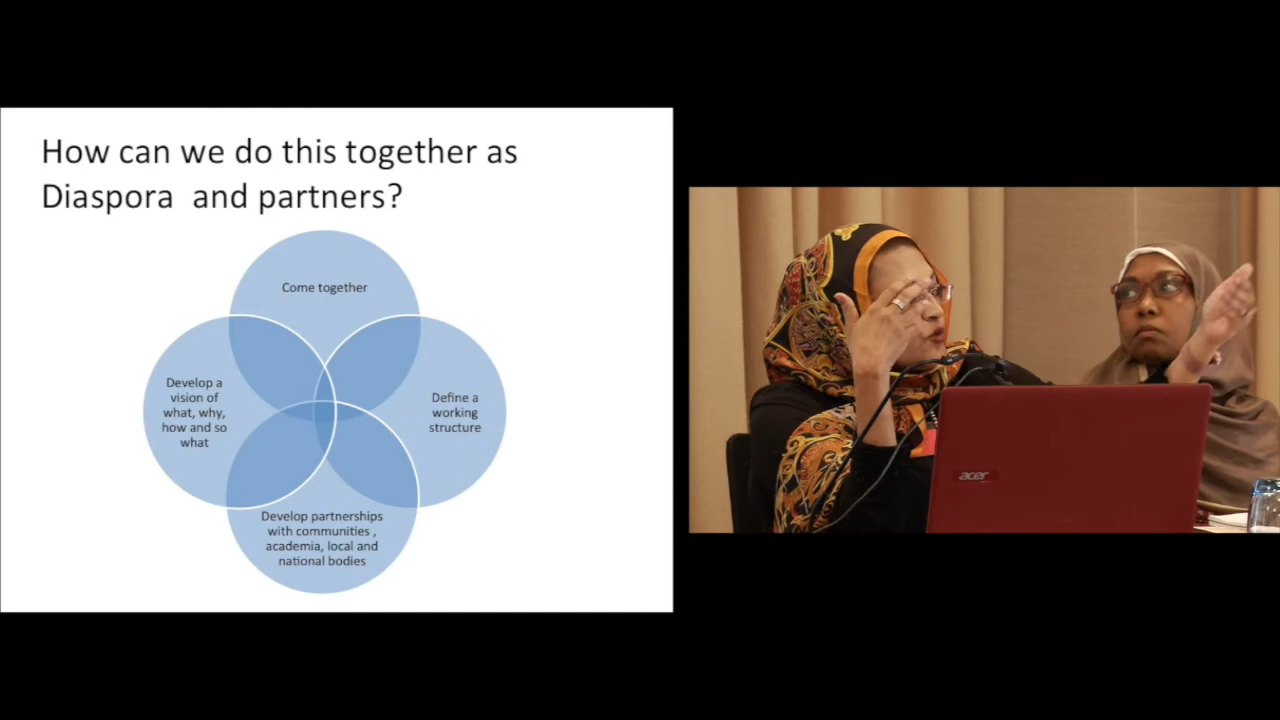 How can we do this together as
Diaspora  and partners?
Come together
Develop a
vision of
what, why,
how and so
what
Define a
working
structure
Develop partnerships
with communities ,
academia, local and
national bodies
acer